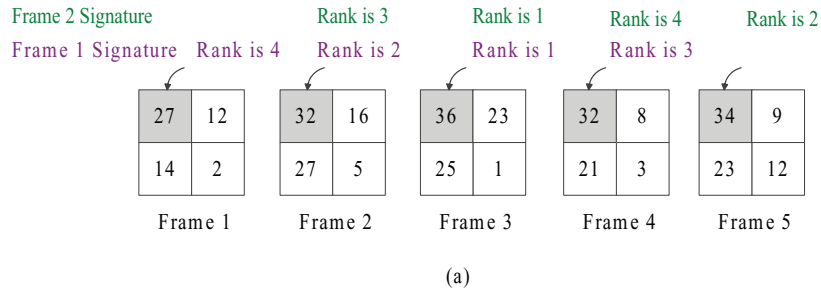 Frame 2 Signature Rank is 3 Rank is 1 Rank is 4 Rank is 2
Frame 1 Signature Rank is 4 Rank is 2 Rank is 1 Rank is 3
27 12 32 16 36 23 32 8 34 9
14 2 27 5 25 1 21 3 23 12
Frame 1 Frame 2 Frame 3 Frame 4 Frame 5
(a)